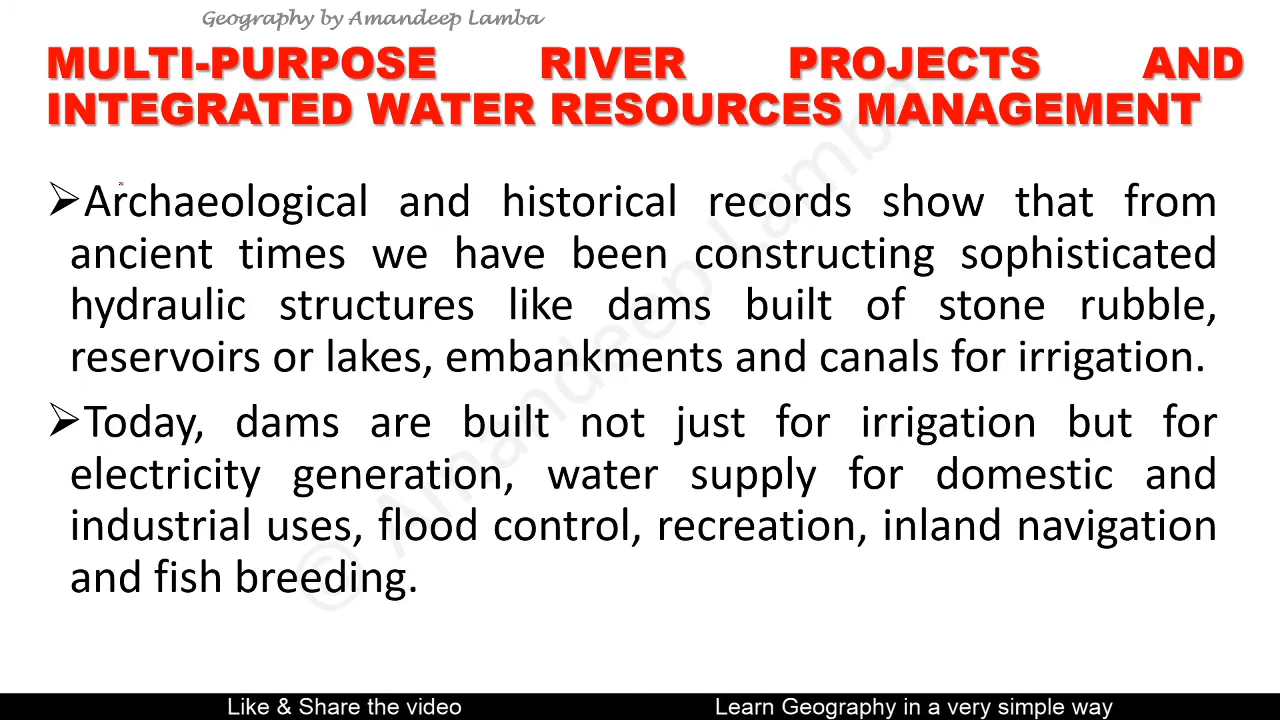 Geography by Amandeep Lamba
MULTI-PURPOSE RIVER PROJECTS AND
INTEGRATED WATER RESOURCES MANAGEMENT
➢Archaeological and historical records show that from
ancient times we have been constructing sophisticated
hydraulic structures like dams built of stone rubble,
reservoirs or lakes, embankments and canals for irrigation.
➢Today, dams are built not just for irrigation but for
electricity generation, water supply for domestic and
industrial uses, flood control, recreation, inland navigation
and fish breeding.
© Amandeep Lamba
Like & Share the video
Learn Geography in a very simple way